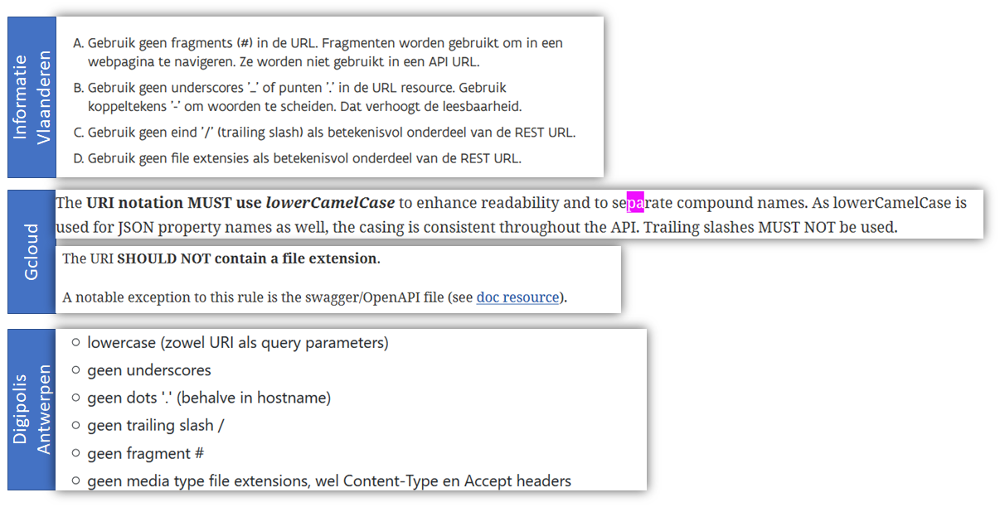 Informatie
Vlaanderen
A. Gebruik geen fragments (#) in de URL. Fragmenten worden gebruikt om in een
webpagina te navigeren. Ze worden niet gebruikt in een API URL.
B. Gebruik geen underscores '_' of punten '.' in de URL resource. Gebruik
koppeltekens '-' om woorden te scheiden. Dat verhoogt de leesbaarheid.
C. Gebruik geen eind '/' (trailing slash) als betekenisvol onderdeel van de REST URL.
D. Gebruik geen file extensies als betekenisvol onderdeel van de REST URL.
Gcloud
The URI notation MUST use lowerCamelCase to enhance readability and to separate compound names. As lowerCamelCase is
used for JSON property names as well, the casing is consistent throughout the API. Trailing slashes MUST NOT be used.
The URI SHOULD NOT contain a file extension.
A notable exception to this rule is the swagger/OpenAPI file (see doc resource).
Digipolis
Antwerpen
○ lowercase (zowel URI als query parameters)
○ geen underscores
○ geen dots '.' (behalve in hostname)
○ geen trailing slash /
○ geen fragment #
○ geen media type file extensions, wel Content-Type en Accept headers